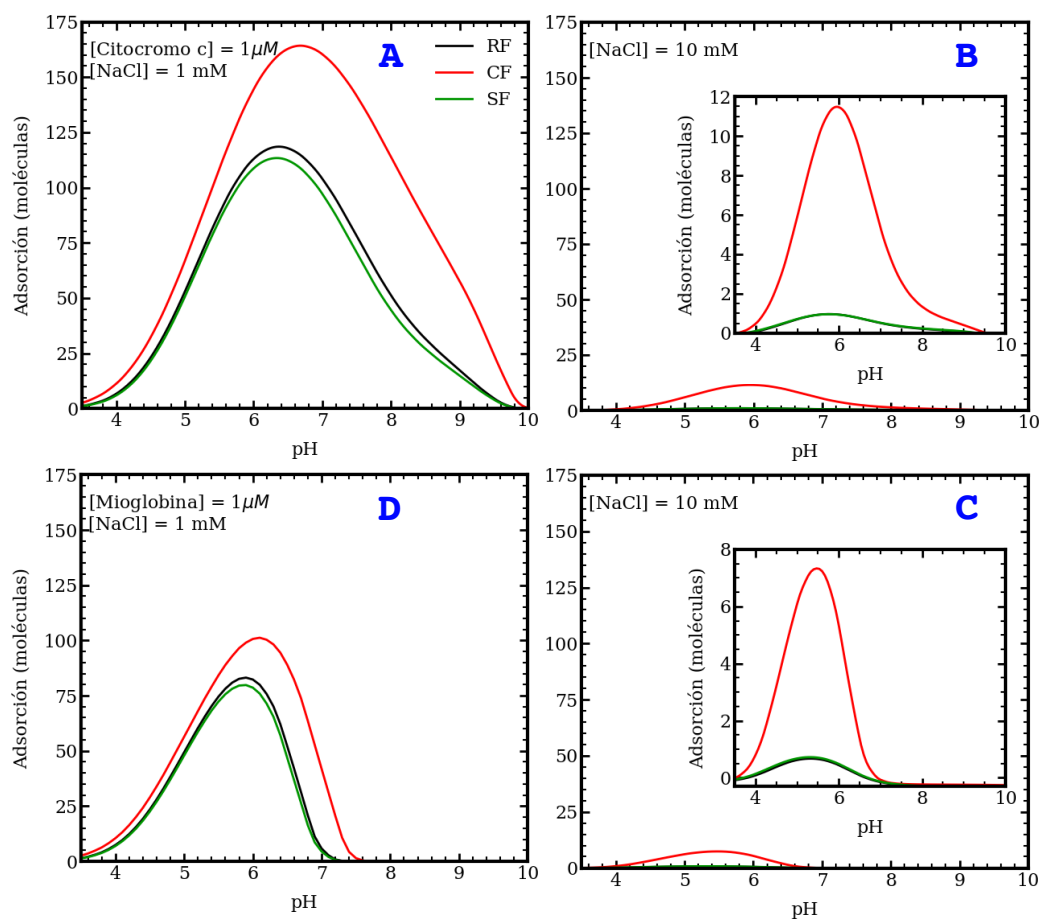 [Citocromo c] = 1μM
[NaCl] = 1 mM
A
RF
CF
SF
175
150
125
100
75
50
25
0
Adsorción (moléculas)
4 5 6 7 8 9 10
pH
[NaCl] = 10 mM
B
175
150
125
100
75
50
25
0
4 5 6 7 8 9 10
pH
12
10
8
6
4
2
0
Adsorción (moléculas)
4 6 8 10
pH
[Mioglobina] = 1μM
[NaCl] = 1 mM
D
175
150
125
100
75
50
25
0
Adsorción (moléculas)
4 5 6 7 8 9 10
pH
[NaCl] = 10 mM
C
175
150
125
100
75
50
25
0
4 5 6 7 8 9 10
pH
8
6
4
2
0
Adsorción (moléculas)
4 6 8 10
pH